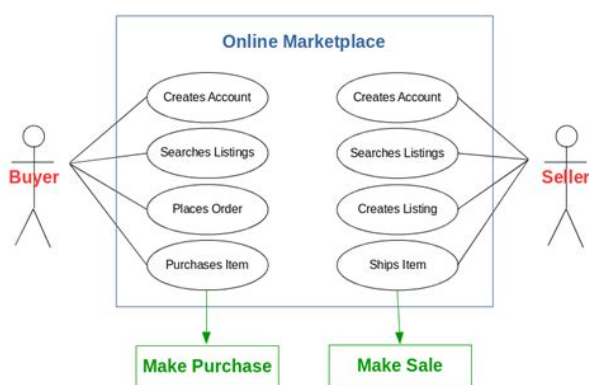 Online Marketplace
Creates Account
Creates Account
Searches Listings
Searches Listings
Buyer
Seller
Places Order
Creates Listing
Purchases Item
Ships Item
Make Purchase
Make Sale